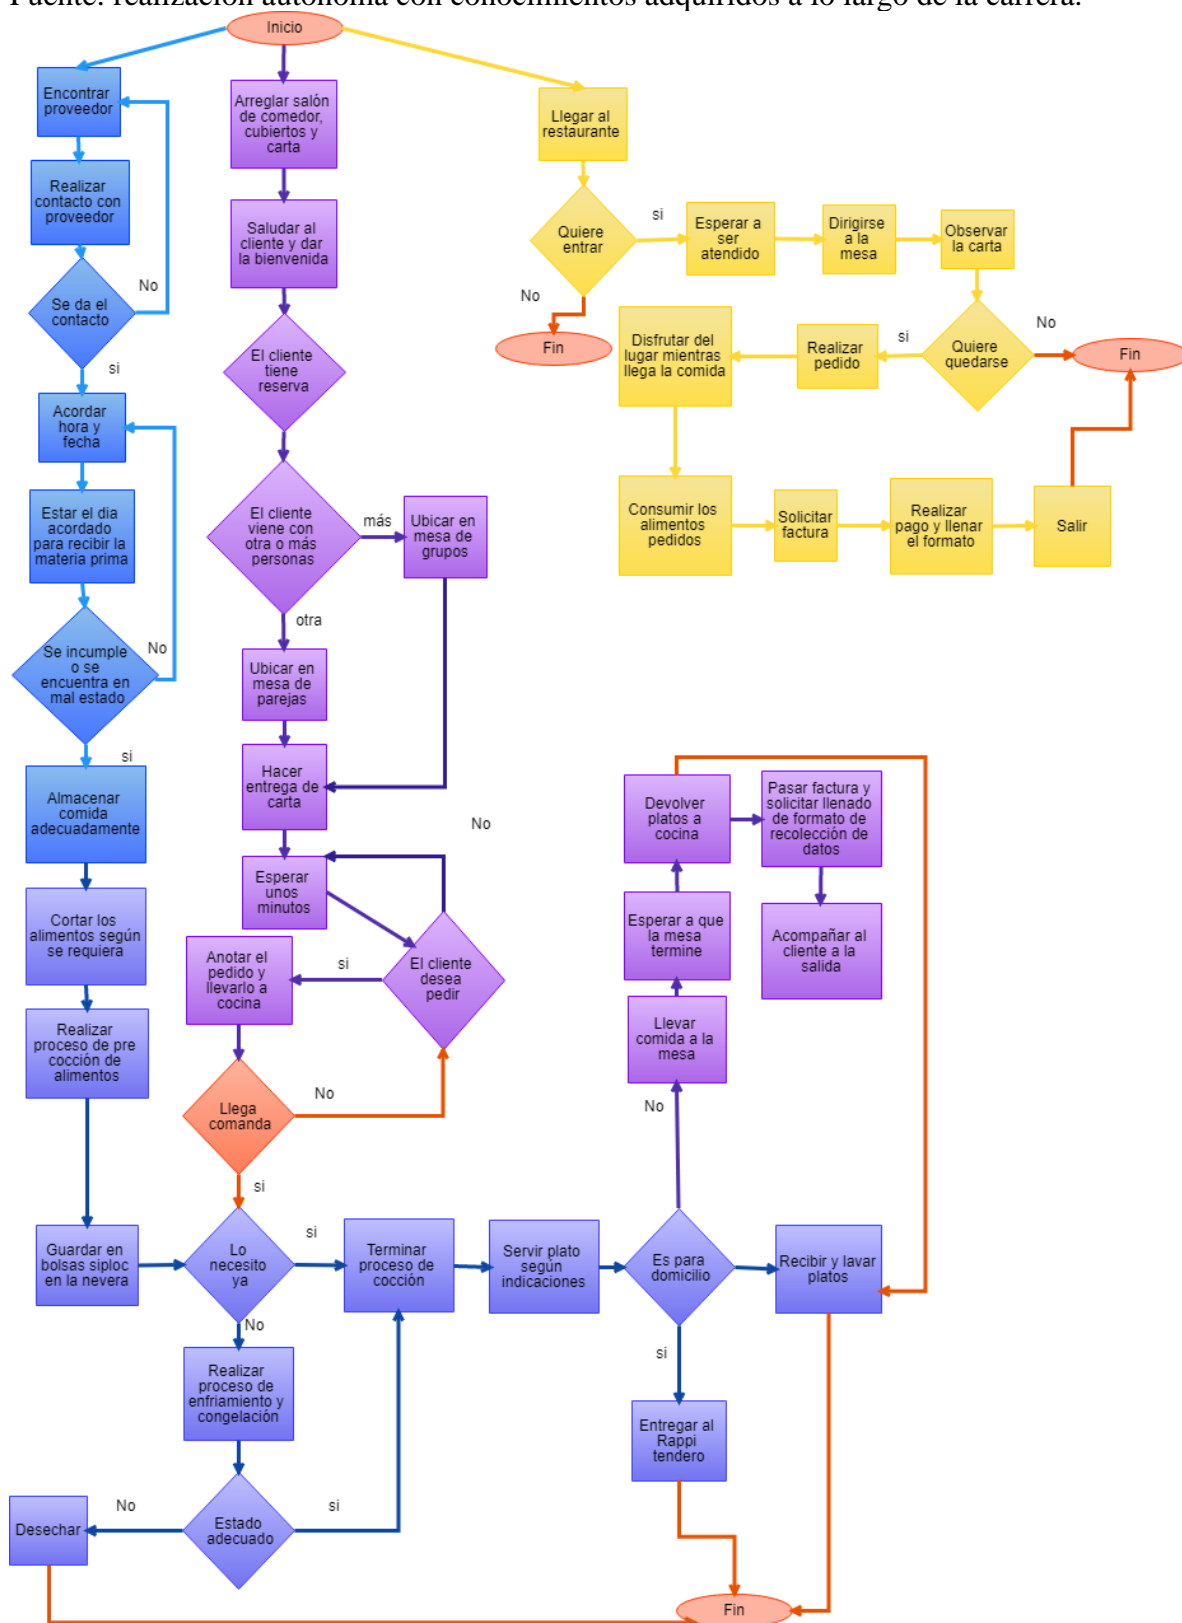 Fuente: realización autónoma con conocimientos adquiridos a lo largo de la carrera.
Inicio
Encontrar
proveedor
Realizar
contacto con
proveedor
No
Se da el
contacto
si
Acordar
hora y
fecha
Estar el dia
acordado
para recibir la
materia prima
No
Se incumple
o se
encuentra en
mal estado
si
Almacenar
comida
adecuadamente
Cortar los
alimentos según
se requiera
Realizar
proceso de pre
cocción de
alimentos
Guardar en
bolsas siploc
en la nevera
Arreglar salón
de comedor,
cubiertos y
carta
Saludar al
cliente y dar
la bienvenida
El cliente
tiene
reserva
El cliente
viene con
otra o más
personas
más
Ubicar en
mesa de
grupos
otra
Ubicar en
mesa de
parejas
Hacer
entrega de
carta
No
Esperar
unos
minutos
El cliente
desea
pedir
si
Anotar el
pedido y
llevarlo a
cocina
Llega
comanda
No
si
Lo
necesito
ya
si
No
Terminar
proceso de
cocción
Servir plato
según
indicaciones
Es para
domicilio
Recibir y lavar
platos
No
Llevar
comida a la
mesa
Esperar a que
la mesa
termine
Devolver
platos a
cocina
Pasar factura y
solicitar llenado
de formato de
recolección de
datos
Acompañar al
cliente a la
salida
si
Entregar al
Rappi
tendero
Realizar
proceso de
enfriamiento y
congelación
Estado
adecuado
si
No
Desechar
Fin
Llegar al
restaurante
Quiere
entrar
si
No
Fin
Esperar a
ser
atendido
Dirigirse
a la
mesa
Observar
la carta
Quiere
quedarse
No
Fin
si
Realizar
pedido
Disfrutar del
lugar mientras
llega la comida
Consumir los
alimentos
pedidos
Solicitar
factura
Realizar
pago y llenar
el formato
Salir